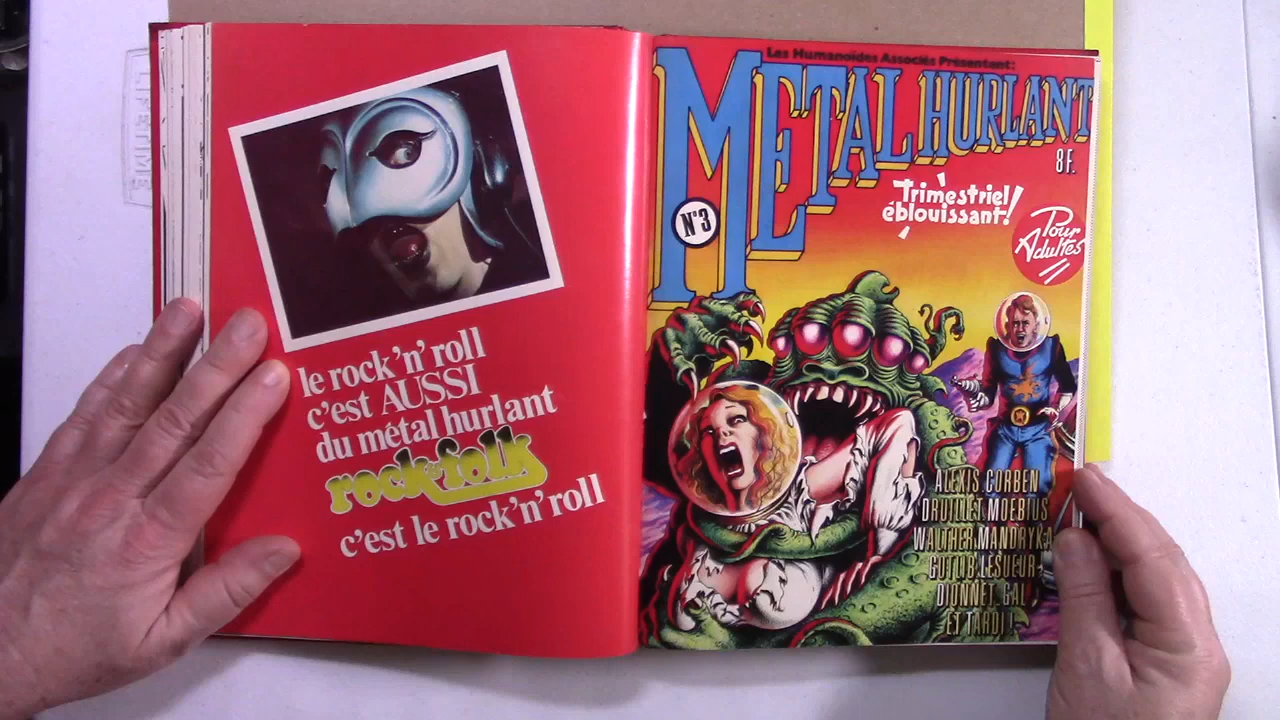 LIFETIME
le rock'n'roll
c'est AUSSI
du métal hurlant
rock & folk
c'est le rock'n'roll
Les Humanoïdes Associés Présentent:
METAL HURLANT
8F.
Trimestriel
éblouissant!
N°3
Pour
Adultes
ALEXIS CORBEN
DRUILLET MOEBIUS
WALTHER MANDRYKA
GOTLIB LESUEUR
DIONNET GAL
ET TARDI!